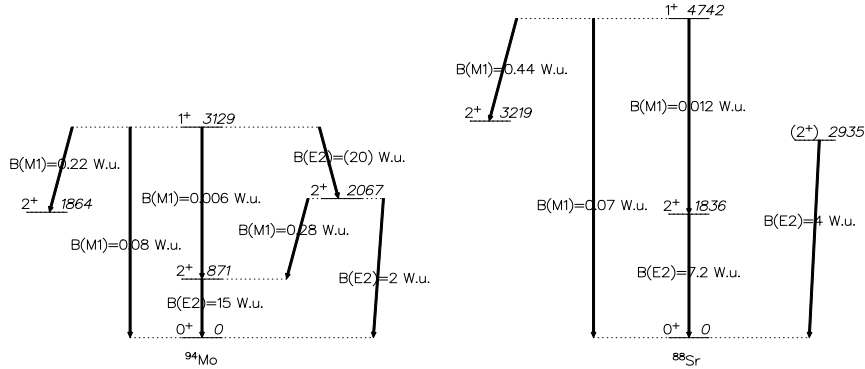 1+ 4742
B(M1)=0.44 W.u.
2+ 3219
B(M1)=0.012 W.u.
1+ 3129
(2+) 2935
B(M1)=0.22 W.u.
B(E2)=(20) W.u.
2+ 1864
B(M1)=0.006 W.u.
2+ 2067
B(M1)=0.07 W.u.
2+ 1836
B(E2)=4 W.u.
B(M1)=0.28 W.u.
B(M1)=0.08 W.u.
2+ 871
B(E2)=2 W.u.
B(E2)=7.2 W.u.
B(E2)=15 W.u.
0+ 0
0+ 0
94Mo
88Sr